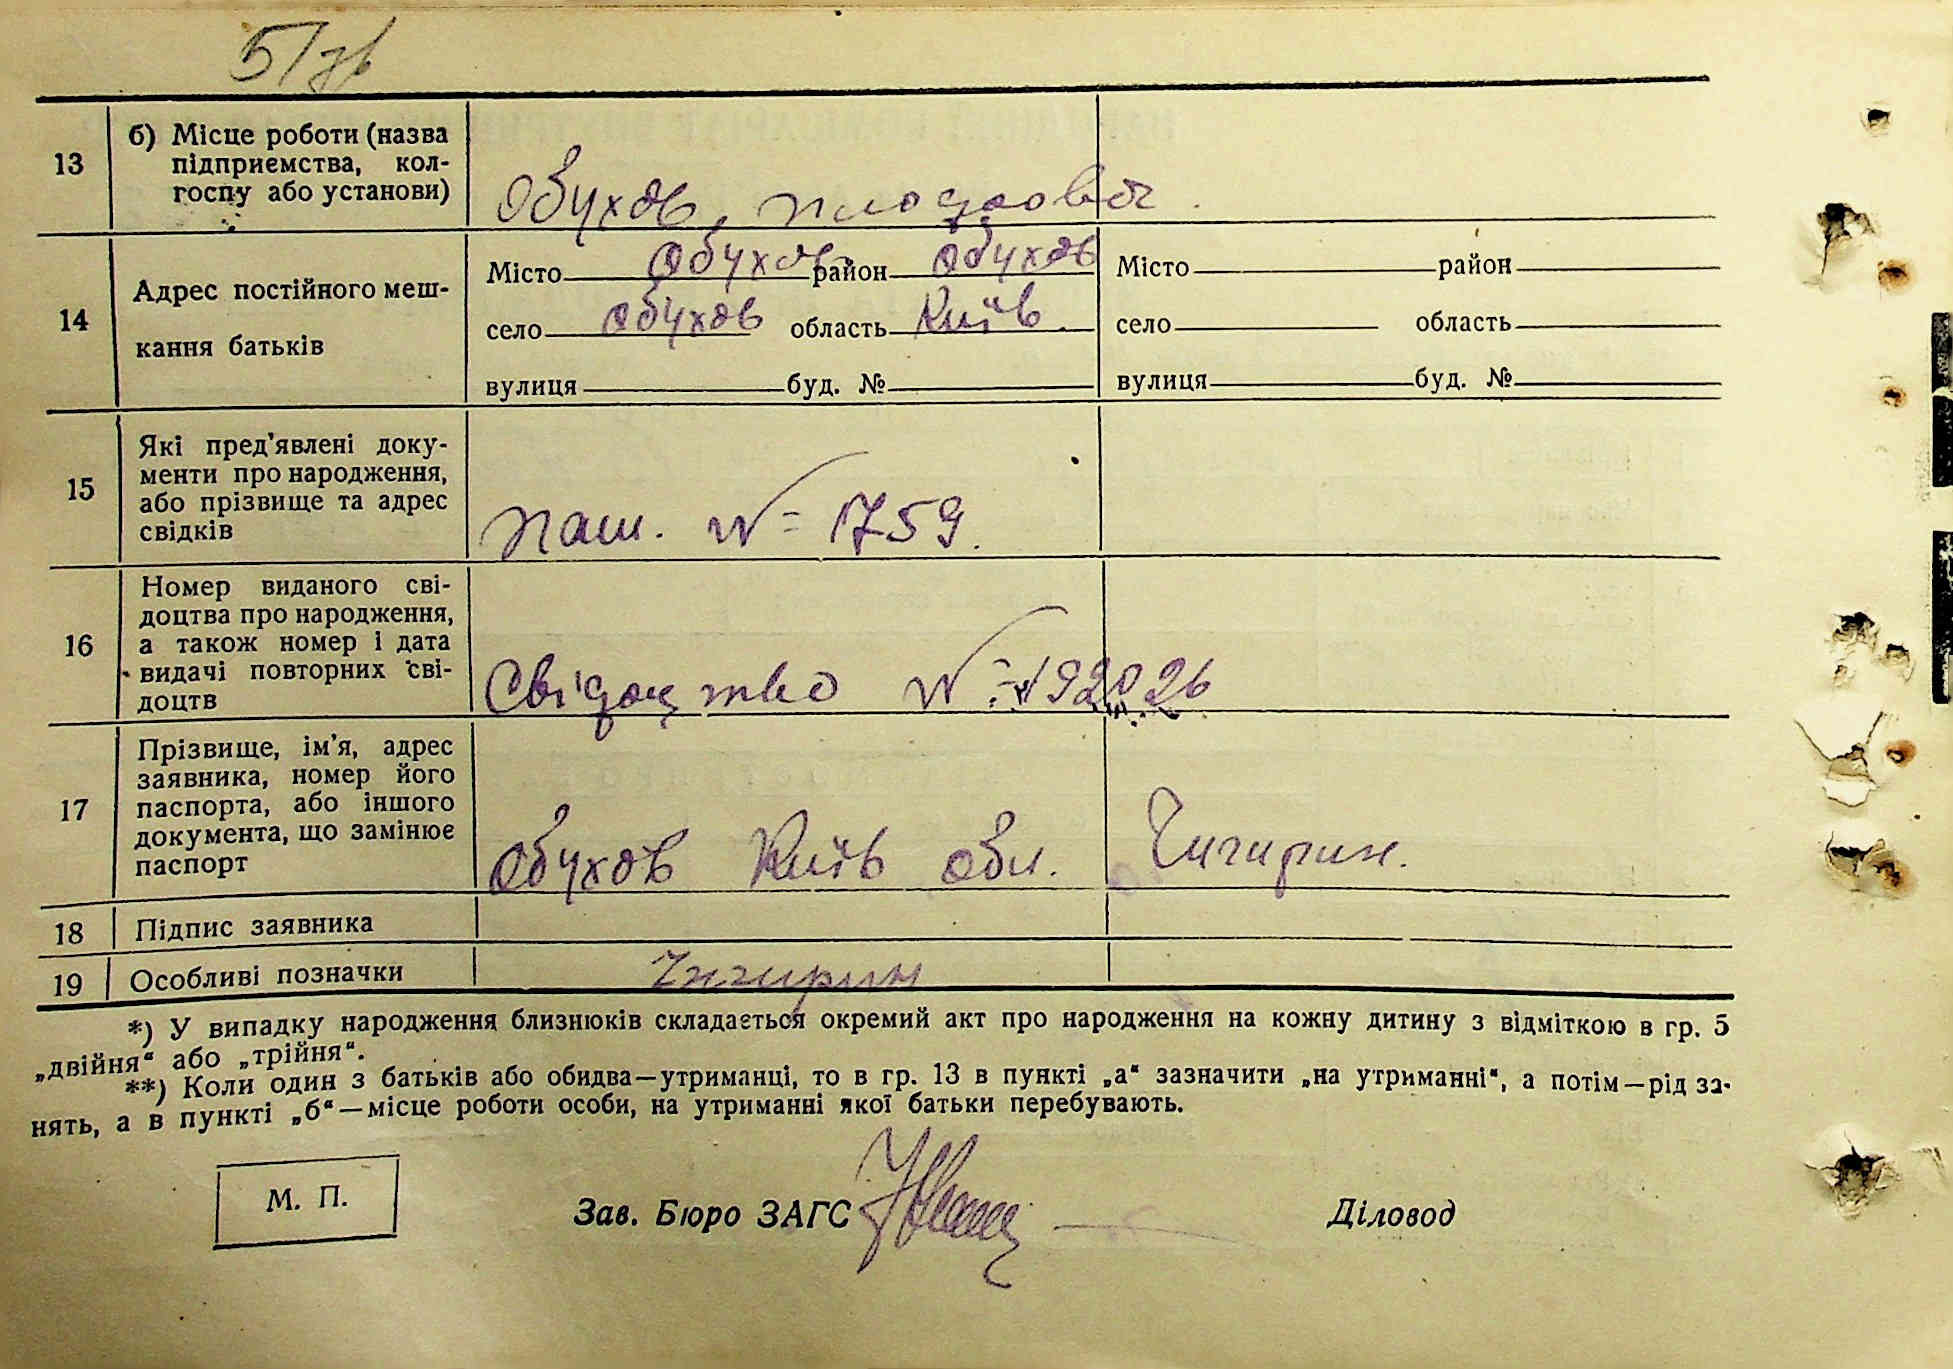 5/зв
13
б) Місце роботи (назва
підприємства, кол-
госпу або установи)
Обухов,
14
Адрес постійного меш-
кання батьків
Місто Обухов район Обухов
село Обухов область Київ.
вулиця буд. №
Місто район
село область
вулиця буд. №
15
Які пред'явлені доку-
менти про народження,
або прізвище та адрес
свідків
паш. № 1759.
16
Номер виданого сві-
доцтва про народження,
а також номер і дата
видачі повторних сві-
доцтв
Свідоцтво № 192026
17
Прізвище, ім'я, адрес
заявника, номер його
паспорта, або іншого
документа, що замінює
паспорт
Обухов Київ обл. Чигирин.
18 Підпис заявника
19 Особливі позначки
Чигирин
*) У випадку народження близнюків складається окремий акт про народження на кожну дитину з відміткою в гр. 5
„двійня“ або „трійня“.
**) Коли один з батьків або обидва—утриманці, то в гр. 13 в пункті „а“ зазначити „на утриманні“, а потім—рід за-
нять, а в пункті „б“—місце роботи особи, на утриманні якої батьки перебувають.
М. П.
Зав. Бюро ЗАГС
Діловод